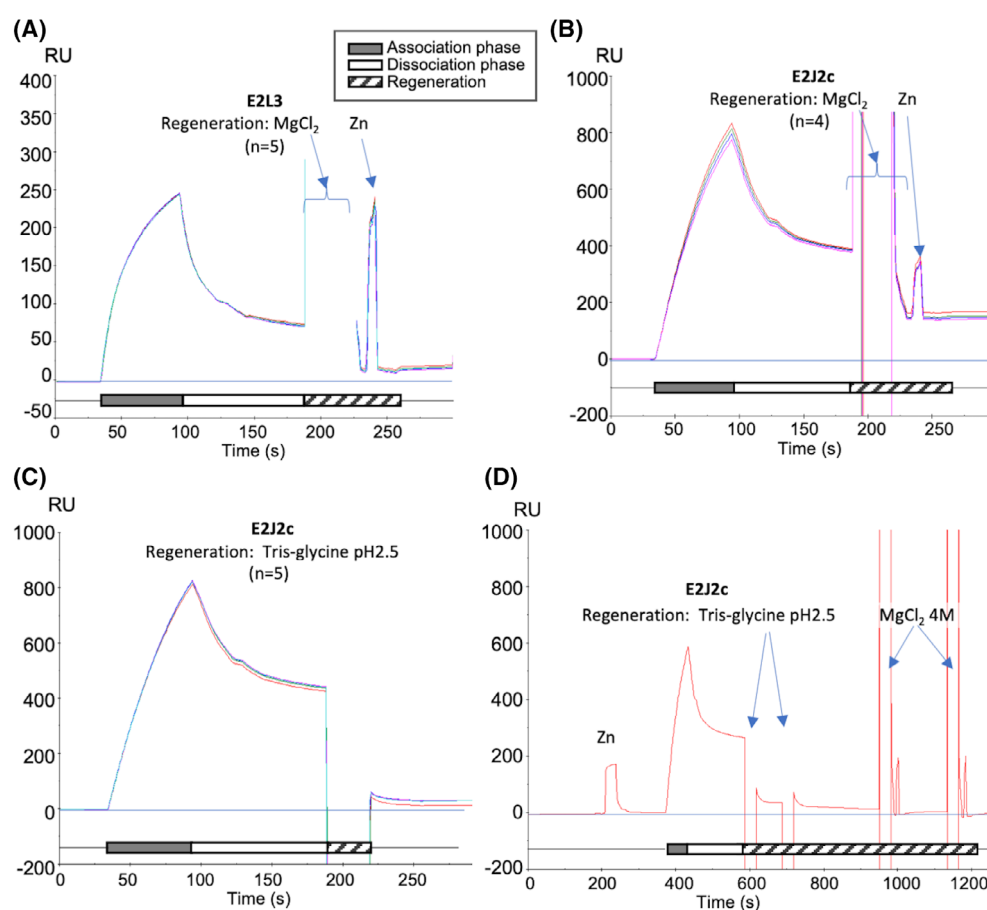 (A)
RU
400
350
300
250
200
150
100
50
0
-50
0
50
100
150
200
250
Time (s)
E2L3
Regeneration: MgCl₂
(n=5)
Zn
Association phase
Dissociation phase
Regeneration
(B)
RU
1000
800
600
400
200
0
-200
0
50
100
150
200
250
Time (s)
E2J2c
Regeneration: MgCl₂
(n=4)
Zn
(C)
RU
1000
800
600
400
200
0
-200
0
50
100
150
200
250
Time (s)
E2J2c
Regeneration: Tris-glycine pH2.5
(n=5)
(D)
RU
1000
800
600
400
200
0
-200
0
200
400
600
800
1000
1200
Time (s)
E2J2c
Regeneration: Tris-glycine pH2.5
MgCl₂ 4M
Zn